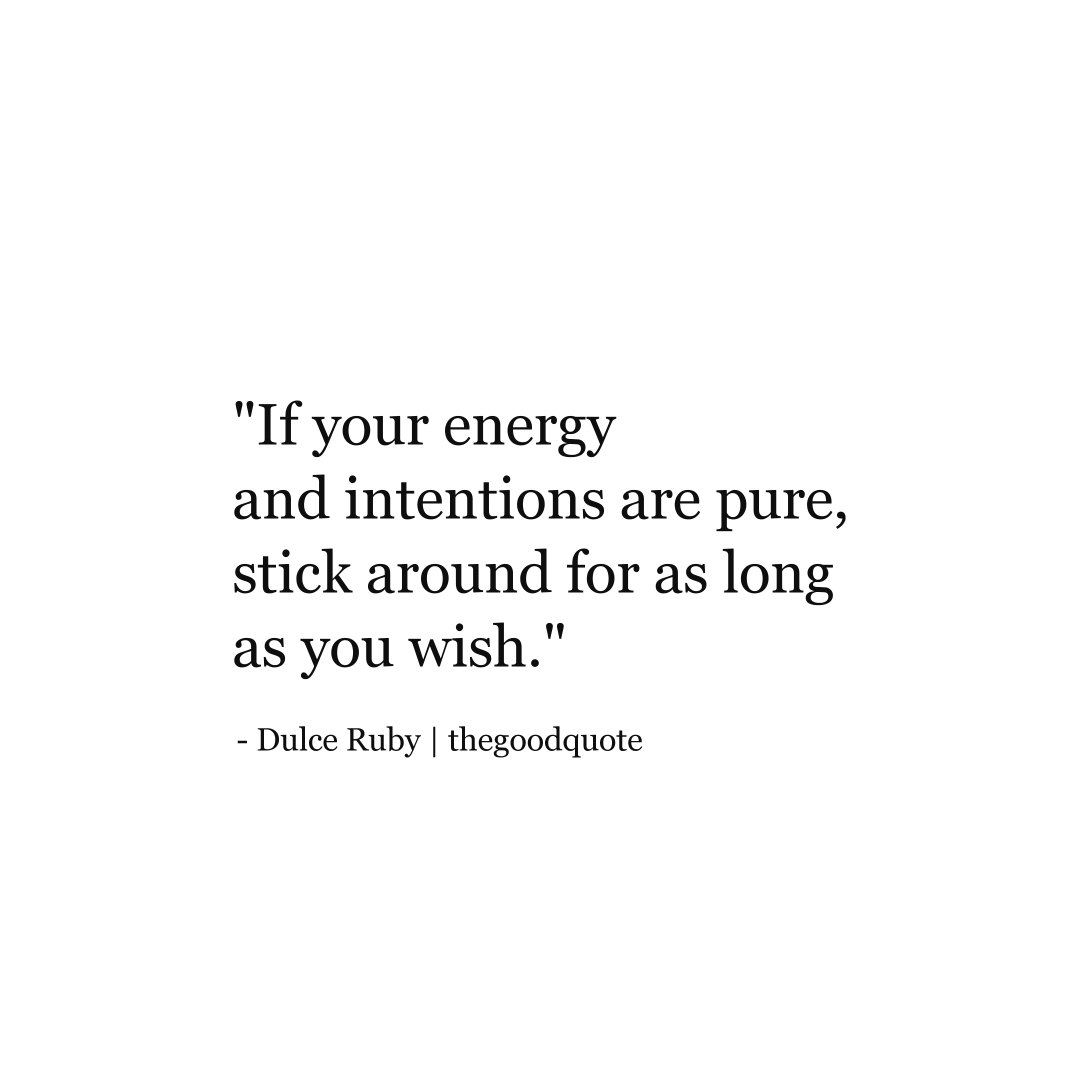 "If your energy
and intentions are pure,
stick around for as long
as you wish."
- Dulce Ruby | thegoodquote